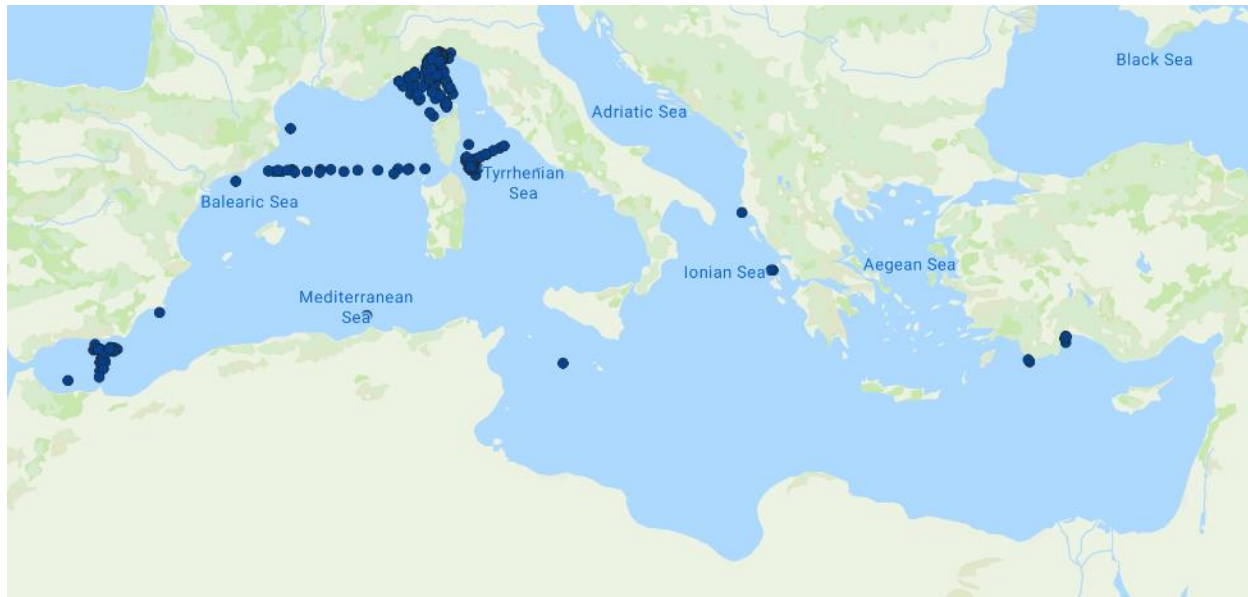 Black Sea
Adriatic Sea
Tyrrhenian
Sea
Balearic Sea
Ionian Sea
Aegean Sea
Mediterranean
Sea